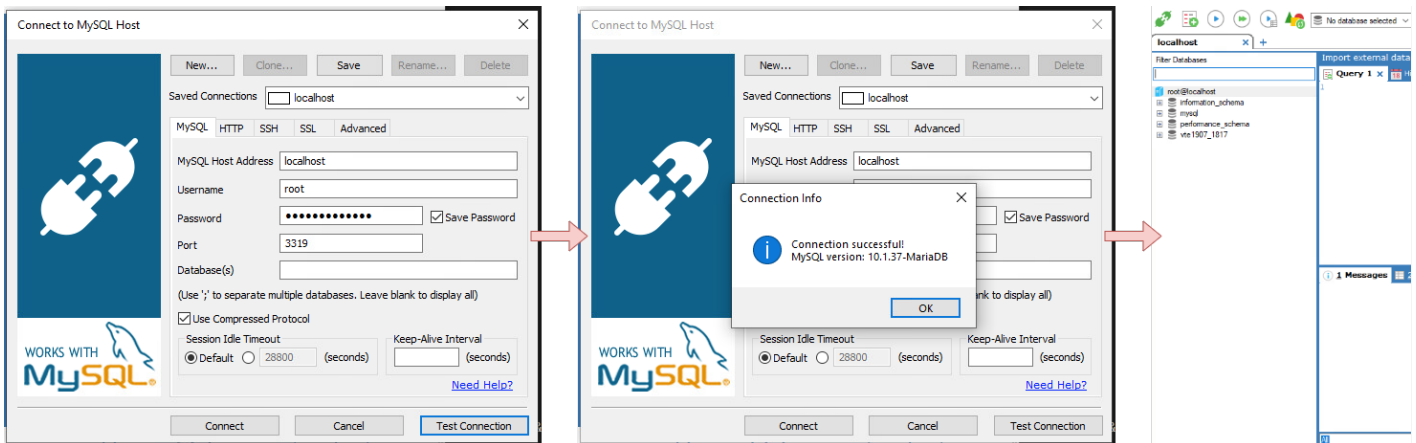 Connect to MySQL Host
New... Clone... Save Rename... Delete
Saved Connections localhost
MySQL HTTP SSH SSL Advanced
MySQL Host Address localhost
Username root
Password ●●●●●●●●●●●●● Save Password
Port 3319
Database(s)
(Use ';' to separate multiple databases. Leave blank to display all)
Use Compressed Protocol
Session Idle Timeout Keep-Alive Interval
Default 28800 (seconds) (seconds)
WORKS WITH
MySQL
Need Help?
Connect Cancel Test Connection
Connect to MySQL Host
New... Clone... Save Rename... Delete
Saved Connections localhost
MySQL HTTP SSH SSL Advanced
MySQL Host Address localhost
Connection Info
Save Password
Connection successful!
MySQL version: 10.1.37-MariaDB
nk to display all)
OK
Session Idle Timeout Keep-Alive Interval
Default 28800 (seconds) (seconds)
WORKS WITH
MySQL
Need Help?
Connect Cancel Test Connection
No database selected
localhost x +
Filter Databases
Import external data
Query 1 x
1
root@localhost
information_schema
mysql
performance_schema
vte1907_1817
1 Messages 2